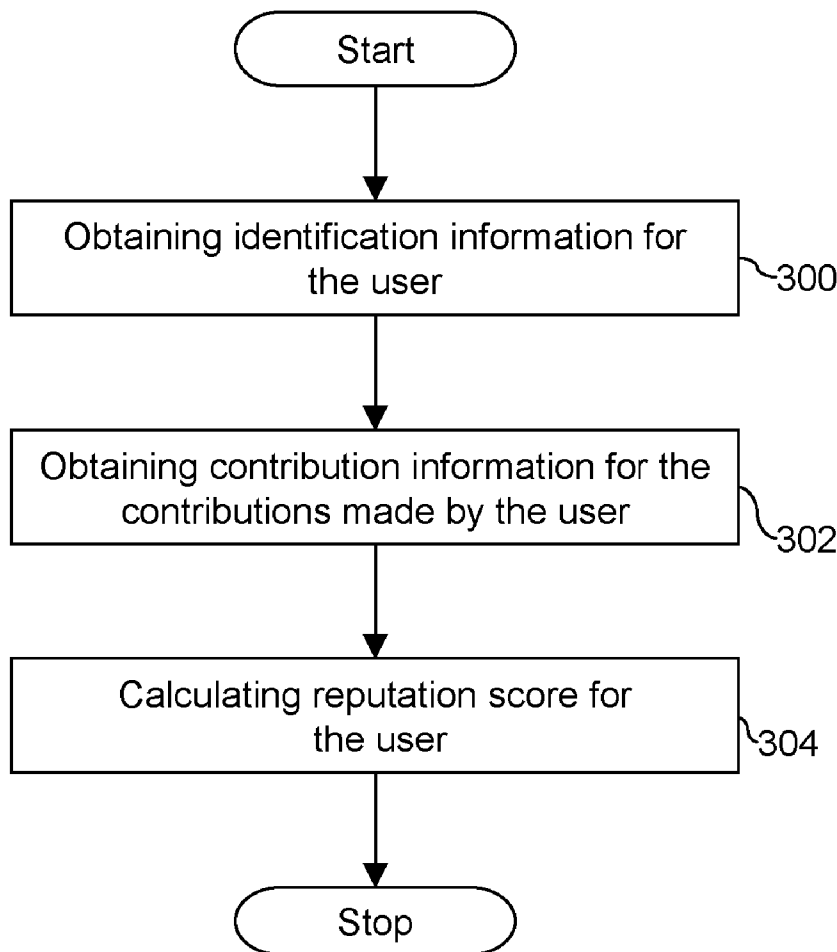 Start
Obtaining identification information for
the user
300
Obtaining contribution information for the
contributions made by the user
302
Calculating reputation score for
the user
304
Stop